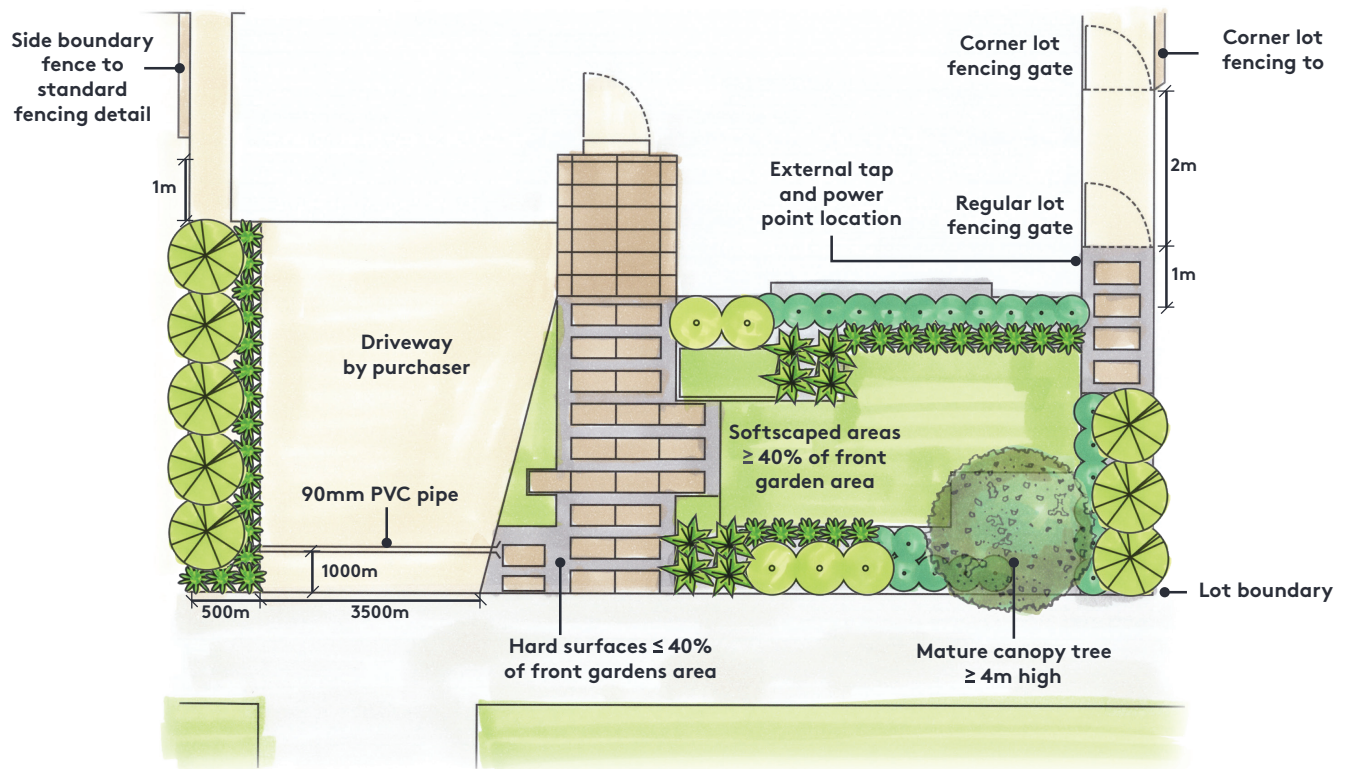 Side boundary
fence to
standard
fencing detail
1m
Corner lot
fencing gate
Corner lot
fencing to
2m
External tap
and power
point location
Regular lot
fencing gate
1m
Driveway
by purchaser
Softscaped areas
≥ 40% of front
garden area
90mm PVC pipe
1000m
500m
3500m
Lot boundary
Hard surfaces ≤ 40%
of front gardens area
Mature canopy tree
≥ 4m high